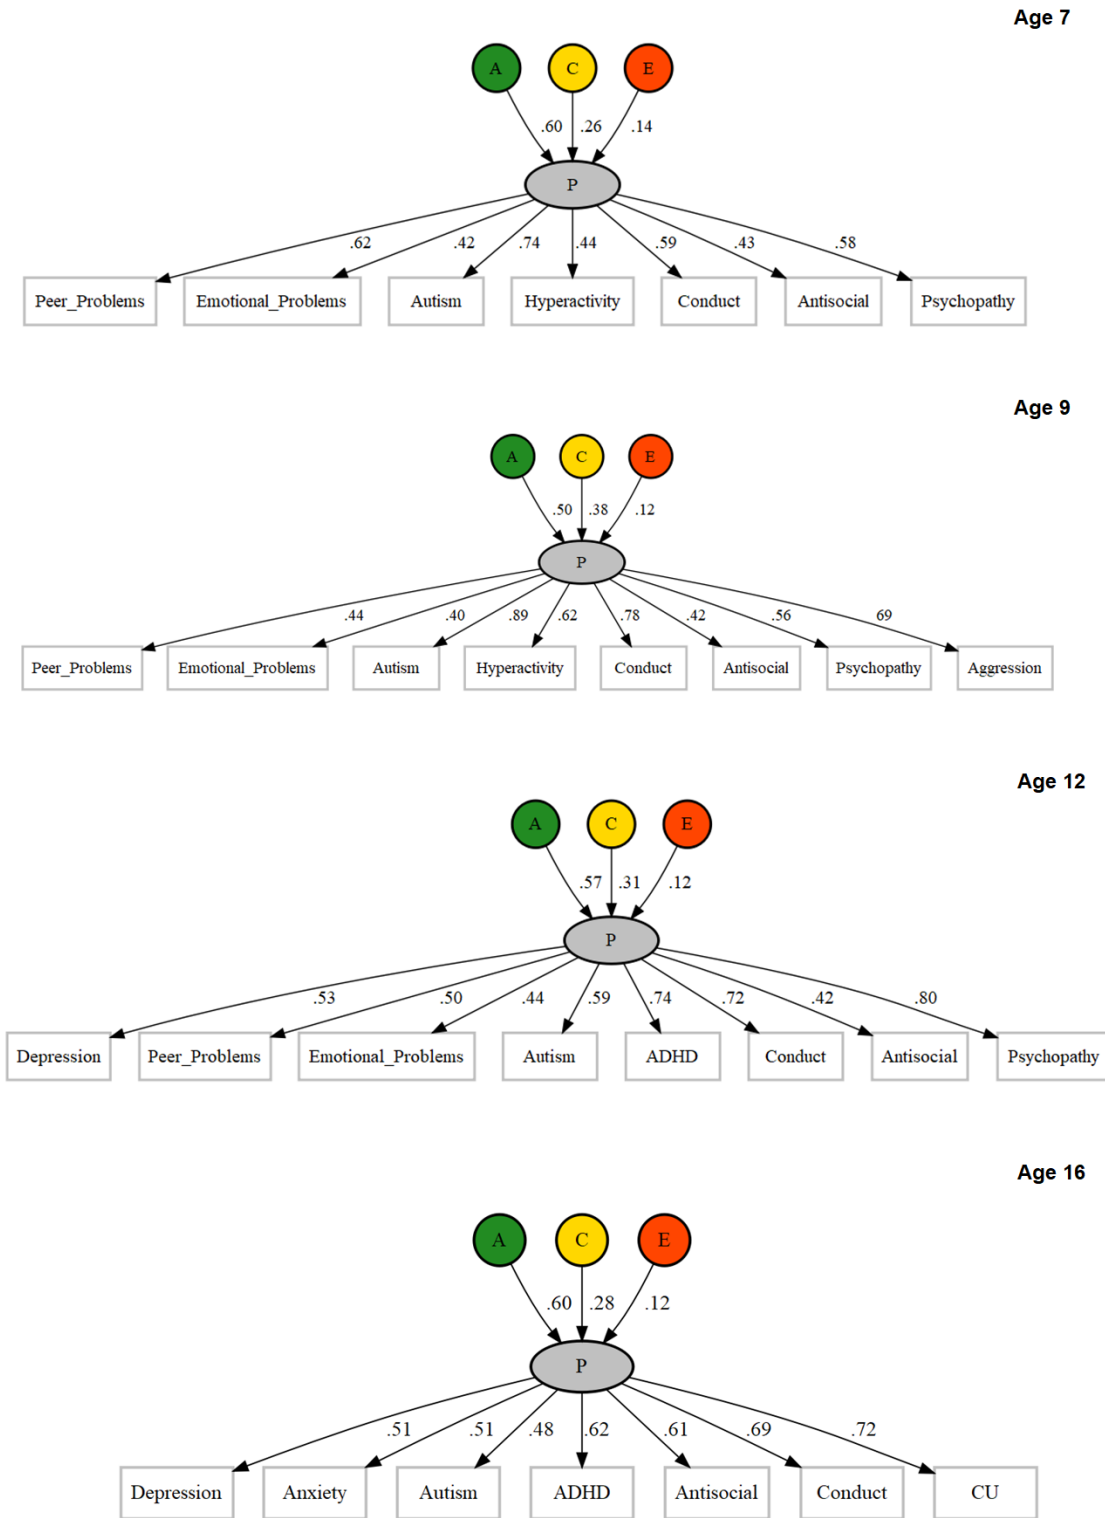 Age 7
A C E
.60 .26 .14
P
.62 .42 .74 .44 .59 .43 .58
Peer_Problems Emotional_Problems Autism Hyperactivity Conduct Antisocial Psychopathy
Age 9
A C E
.50 .38 .12
P
.44 .40 .89 .62 .78 .42 .56 69
Peer_Problems Emotional_Problems Autism Hyperactivity Conduct Antisocial Psychopathy Aggression
Age 12
A C E
.57 .31 .12
P
.53 .50 .44 .59 .74 .72 .42 .80
Depression Peer_Problems Emotional_Problems Autism ADHD Conduct Antisocial Psychopathy
Age 16
A C E
.60 .28 .12
P
.51 .51 .48 .62 .61 .69 .72
Depression Anxiety Autism ADHD Antisocial Conduct CU